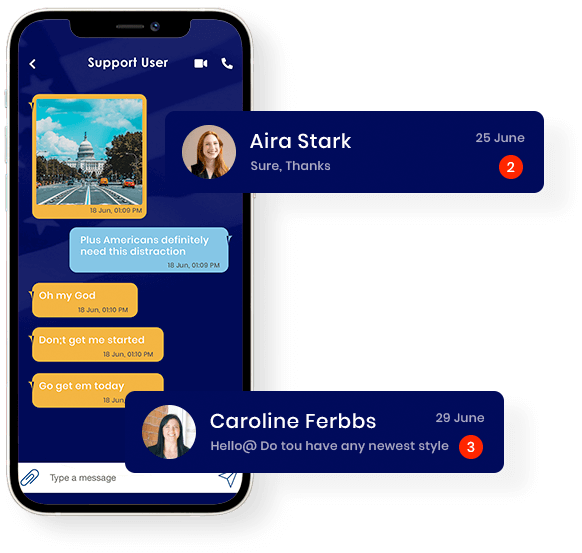 Support User
18 Jun, 01:09 PM
Aira Stark
25 June
Sure, Thanks
2
Plus Americans definitely
need this distraction
18 Jun, 01:09 PM
Oh my God
18 Jun, 01:10 PM
Don;t get me started
18 Jun, 01:10 PM
Go get em today
Caroline Ferbbs
29 June
Hello@ Do tou have any newest style
3
Type a message